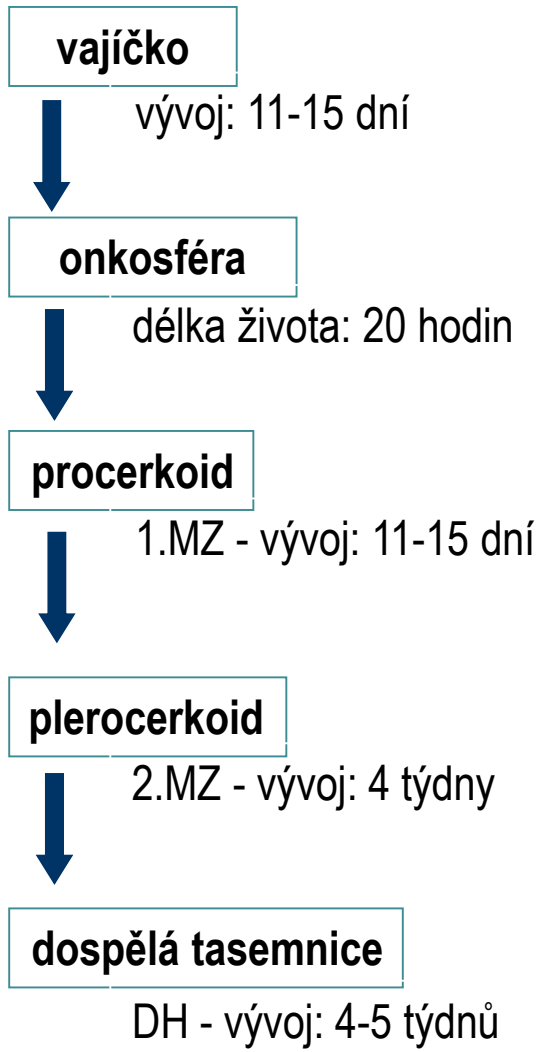 vajíčko
vývoj: 11-15 dní
onkosféra
délka života: 20 hodin
procerkoid
1.MZ - vývoj: 11-15 dní
plerocerkoid
2.MZ - vývoj: 4 týdny
dospělá tasemnice
DH - vývoj: 4-5 týdnů